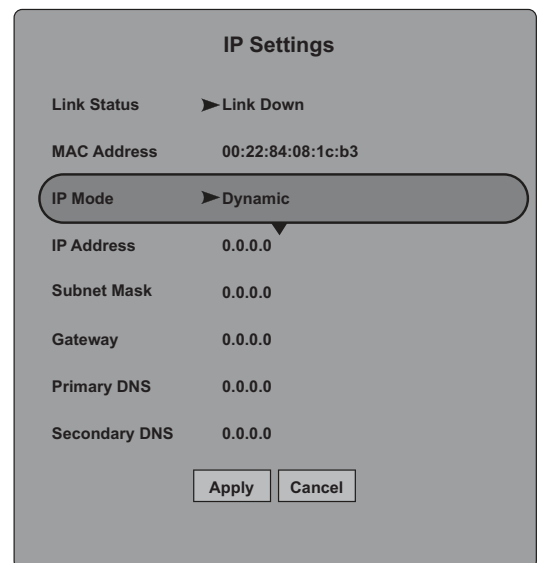 IP Settings
Link Status ➤Link Down
MAC Address 00:22:84:08:1c:b3
IP Mode ➤Dynamic
IP Address 0.0.0.0
Subnet Mask 0.0.0.0
Gateway 0.0.0.0
Primary DNS 0.0.0.0
Secondary DNS 0.0.0.0
Apply Cancel